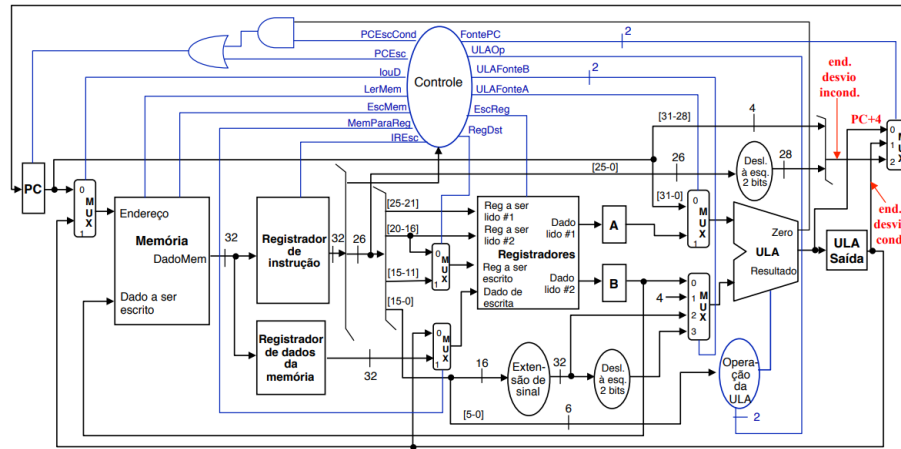 PCEscCond
PCEsc
IouD
LerMem
EscMem
MemParaReg
IREsc
Controle
FontePC
ULAOp
ULAFonteB
ULAFonteA
EscReg
RegDst
2
2
end.
desvio
incond.
PC+4
4
[31-28]
[25-0]
26
28
Desl.
à esq.
2 bits
0
1
2
M
U
X
end.
desvio
cond.
PC
0
M
U
X
1
Endereço
Memória
DadoMem
Dado a ser
escrito
32
Registrador
de instrução
32
26
Registrador
de dados da
memória
32
[25-21]
[20-16]
[15-11]
[15-0]
0
M
U
X
1
0
M
U
X
1
Reg a ser
lido #1
Reg a ser
lido #2
Registradores
Reg a ser
escrito
Dado de
escrita
Dado
lido #1
Dado
lido #2
A
B
[31-0]
0
M
U
X
1
4
0
1
2
3
M
U
X
Zero
ULA
Resultado
ULA
Saída
16
Exten-
são de
sinal
32
Desl.
à esq.
2 bits
[5-0]
6
Opera-
ção da
ULA
2